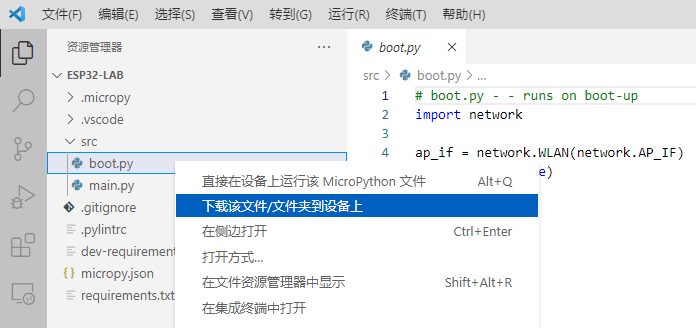 文件(F) 编辑(E) 选择(S) 查看(V) 转到(G) 运行(R) 终端(T) 帮助(H)
资源管理器 ···
ESP32-LAB
.micropy
.vscode
src
boot.py
main.py
.gitignore
.pylintrc
dev-requirement
micropy.json
requirements.txt
boot.py
src > boot.py > ...
1 # boot.py - - runs on boot-up
2 import network
3
4 ap_if = network.WLAN(network.AP_IF)
e)
直接在设备上运行该 MicroPython 文件 Alt+Q
下载该文件/文件夹到设备上
在侧边打开 Ctrl+Enter
打开方式...
在文件资源管理器中显示 Shift+Alt+R
在集成终端中打开